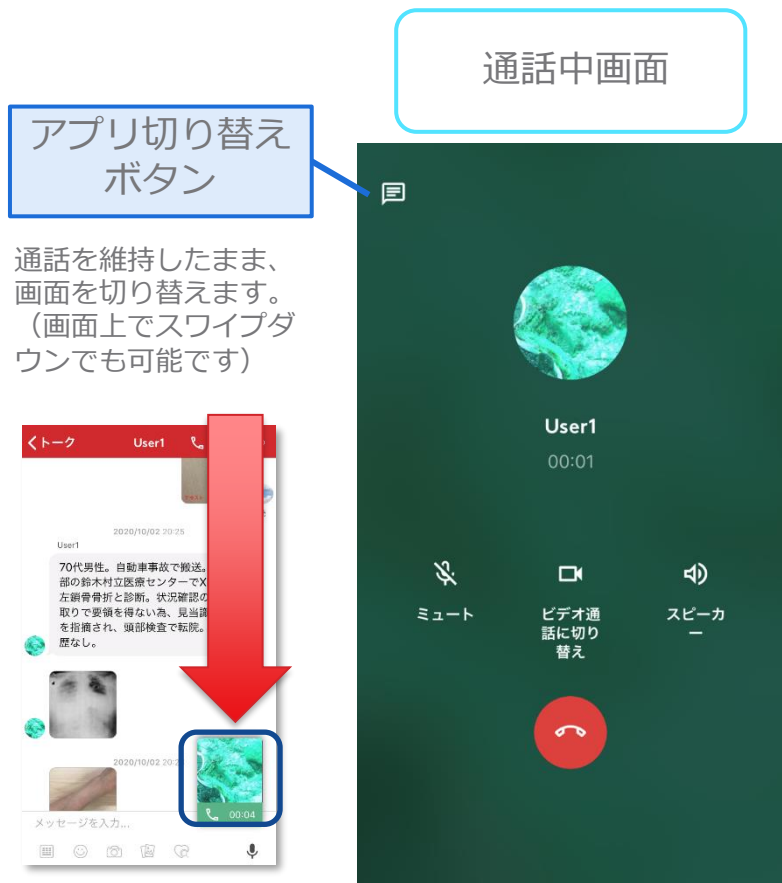 通話中画面
アプリ切り替え
ボタン
通話を維持したまま、
画面を切り替えます。
（画面上でスワイプダ
ウンでも可能です）
User1
00:01
ミュート
ビデオ通
話に切り
替え
スピーカ
ー
トーク
User1
2020/10/02 20:25
User1
70代男性。自動車事故で搬送。
部の鈴木村立医療センターでX
左鎖骨骨折と診断。状況確認の
取りで要領を得ない為、見当識
を指摘され、頭部検査で転院。
歴なし。
2020/10/02 20:2
00:04
メッセージを入力...